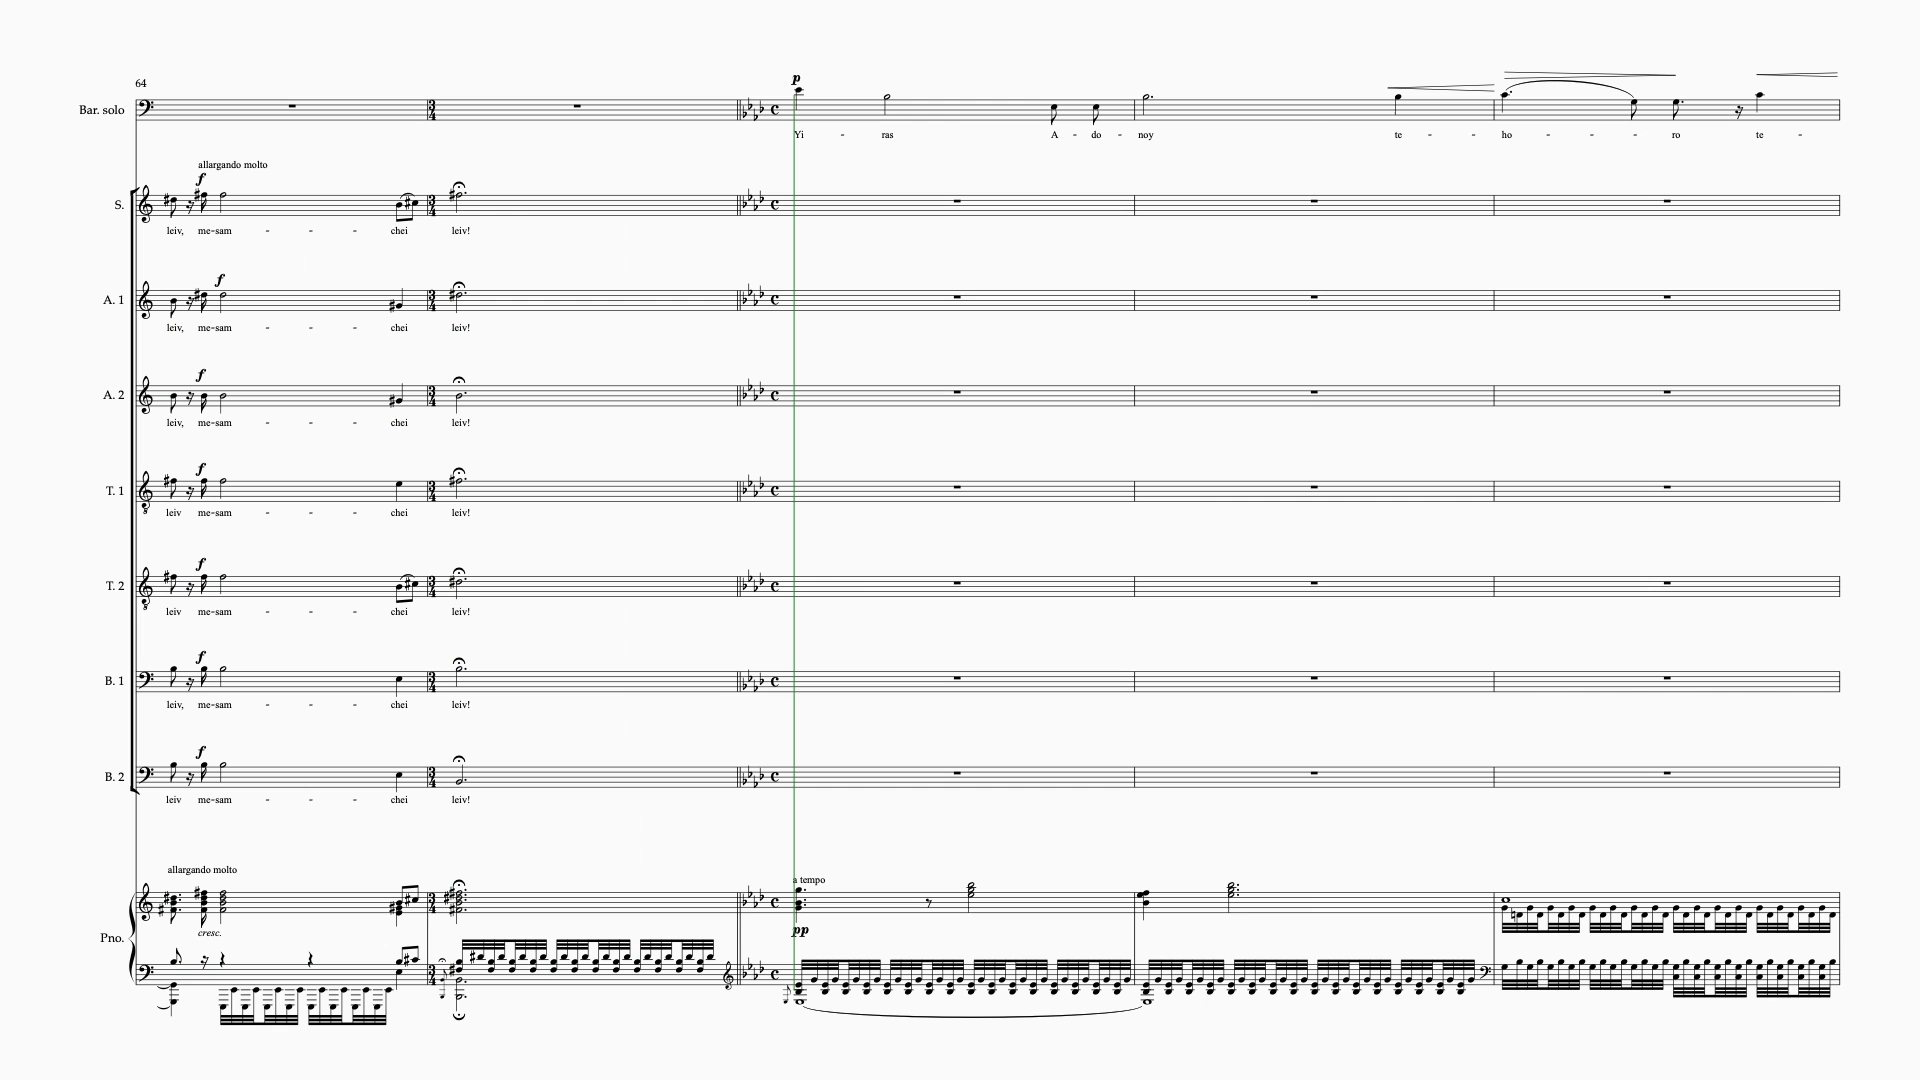 64
Bar. solo
p
Yi - ras A - do - noy te - ho - - ro te -
allargando molto
f
S.
leiv, me-sam - - - chei leiv!
f
A. 1
leiv, me-sam - - - chei leiv!
f
A. 2
leiv, me-sam - - - chei leiv!
f
T. 1
leiv me-sam - - - chei leiv!
f
T. 2
leiv me-sam - - - chei leiv!
f
B. 1
leiv, me-sam - - - chei leiv!
f
B. 2
leiv me-sam - - - chei leiv!
allargando molto
a tempo
cresc.
pp
Pno.